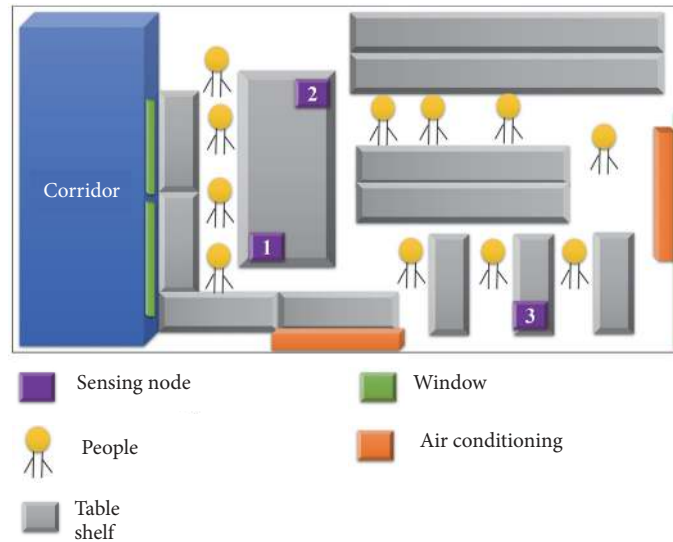 2
Corridor
1
3
Sensing node
Window
People
Air conditioning
Table
shelf